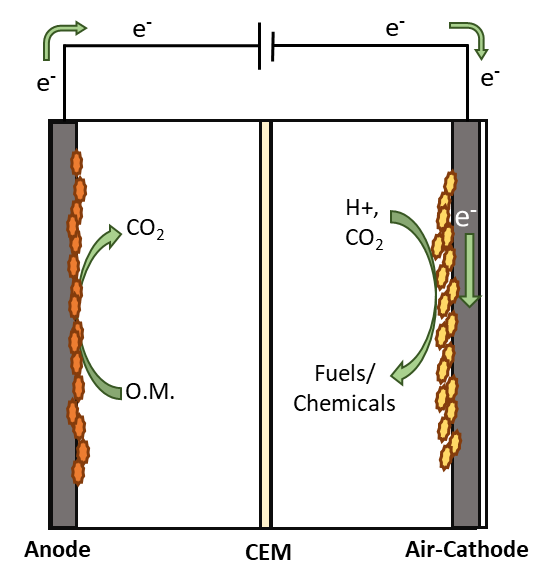 e-
e-
e-
e-
H+,
CO2
e-
CO2
Fuels/
Chemicals
O.M.
Anode
CEM
Air-Cathode